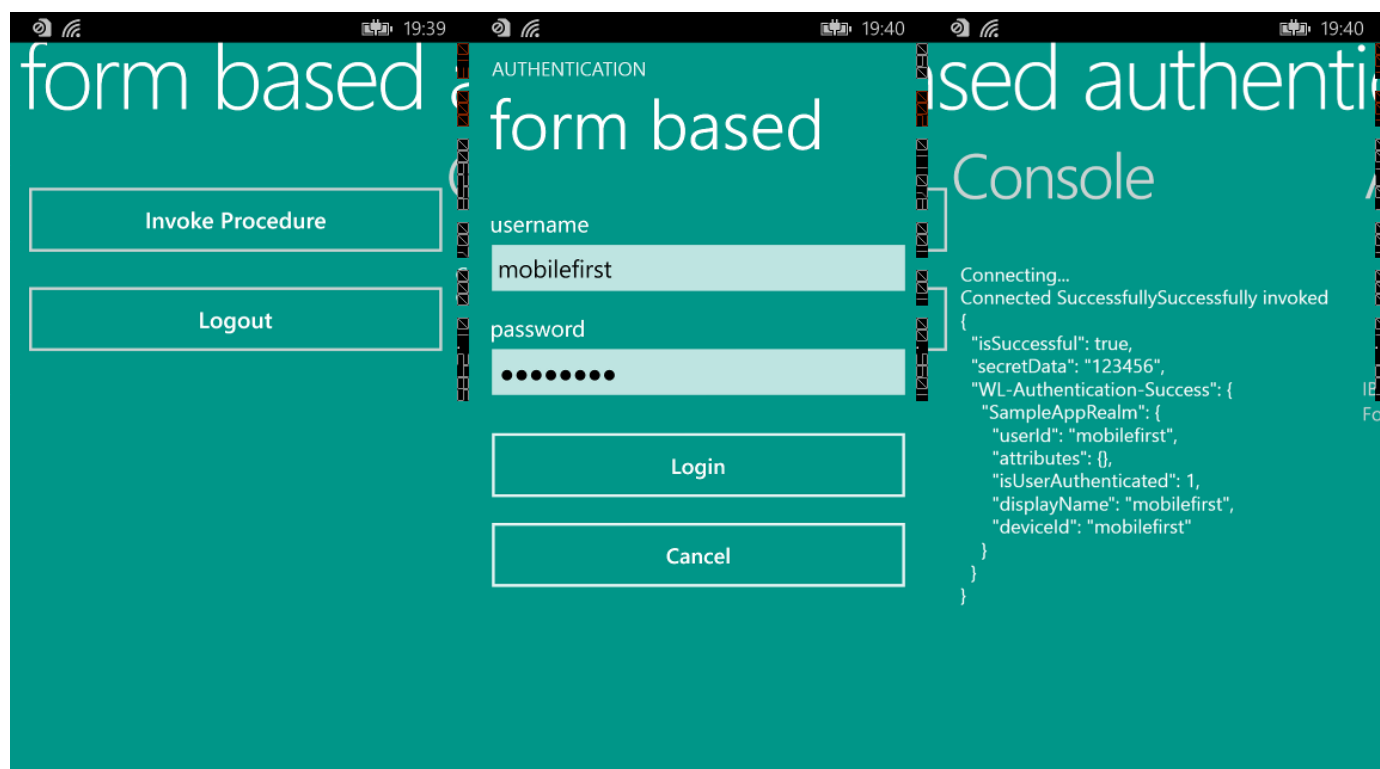 19:39
form based
Invoke Procedure
Logout
19:40
AUTHENTICATION
form based
username
mobilefirst
password
●●●●●●●●
Login
Cancel
19:40
ased authenti
Console
Connecting...
Connected SuccessfullySuccessfully invoked
{
"isSuccessful": true,
"secretData": "123456",
"WL-Authentication-Success": {
"SampleAppRealm": {
"userId": "mobilefirst",
"attributes": {},
"isUserAuthenticated": 1,
"displayName": "mobilefirst",
"deviceId": "mobilefirst"
}
}
}